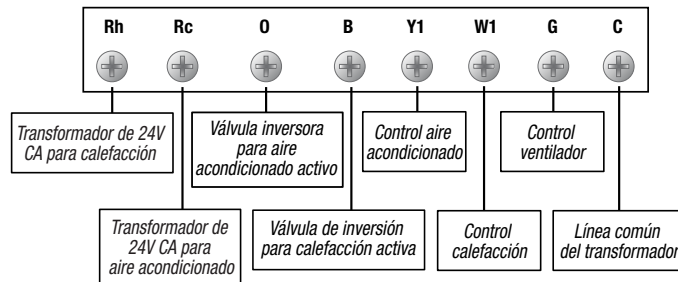 Rh Rc O B Y1 W1 G C
Transformador de 24V
CA para calefacción
Válvula inversora
para aire
acondicionado activo
Control aire
acondicionado
Control
ventilador
Transformador de
24V CA para
aire acondicionado
Válvula de inversión
para calefacción activa
Control
calefacción
Línea común
del transformador